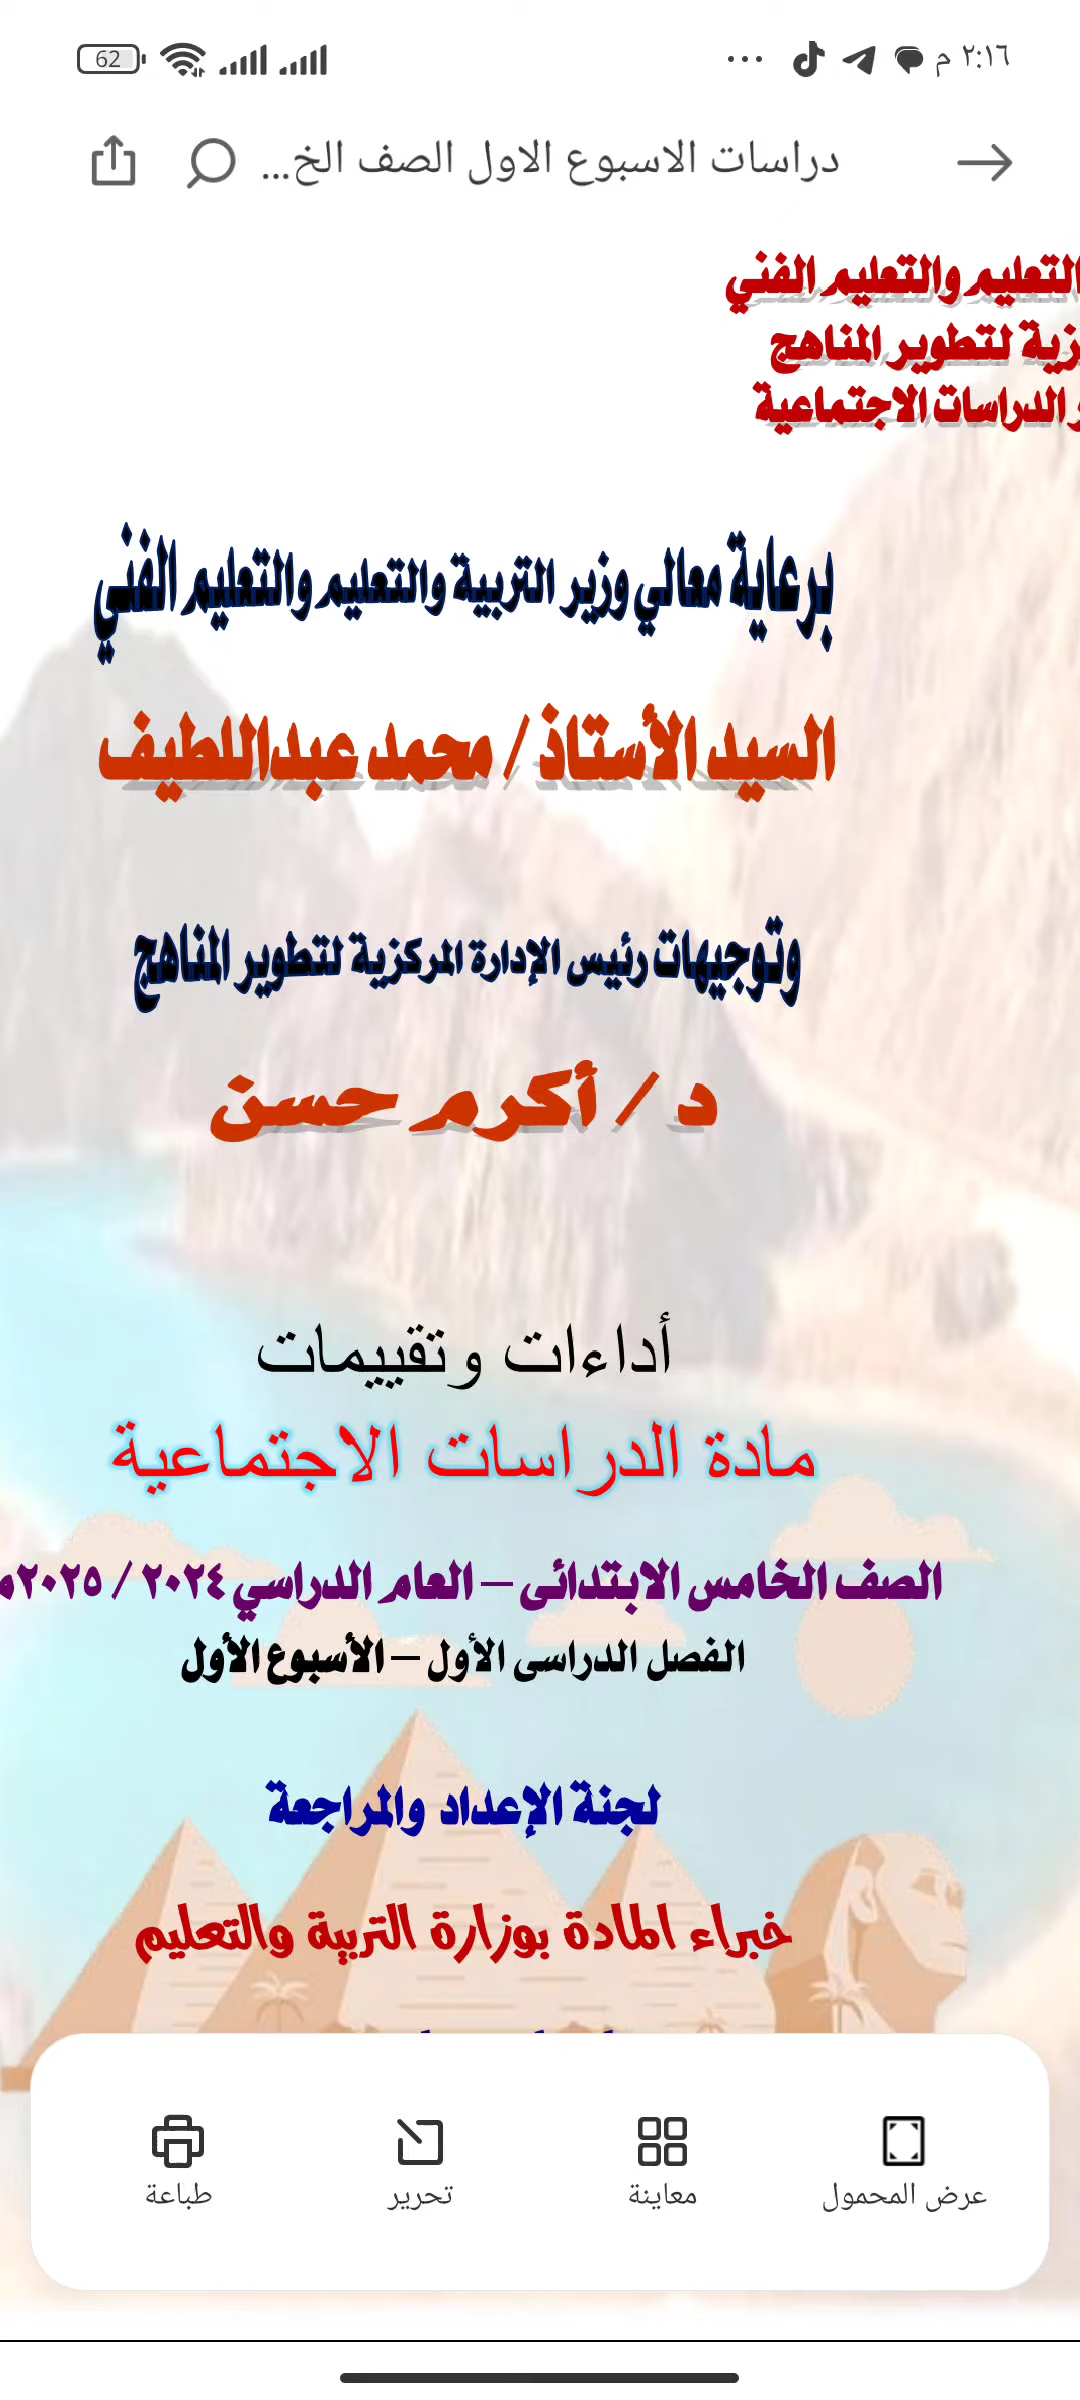 ٢:١٦ م
62
دراسات الاسبوع الاول الصف الخ...
التعليم والتعليم الفني
زية لتطوير المناهج
والدراسات الاجتماعية
برعاية معالي وزير التربية والتعليم والتعليم الفني
السيد الأستاذ / محمد عبداللطيف
وتوجيهات رئيس الإدارة المركزية لتطوير المناهج
د / أكرم حسن
أداءات وتقييمات
مادة الدراسات الاجتماعية
الصف الخامس الابتدائى – العام الدراسي ٢٠٢٤ / ٢٠٢٥م
الفصل الدراسى الأول – الأسبوع الأول
لجنة الإعداد والمراجعة
خبراء المادة بوزارة التربية والتعليم
عرض المحمول
معاينة
تحرير
طباعة